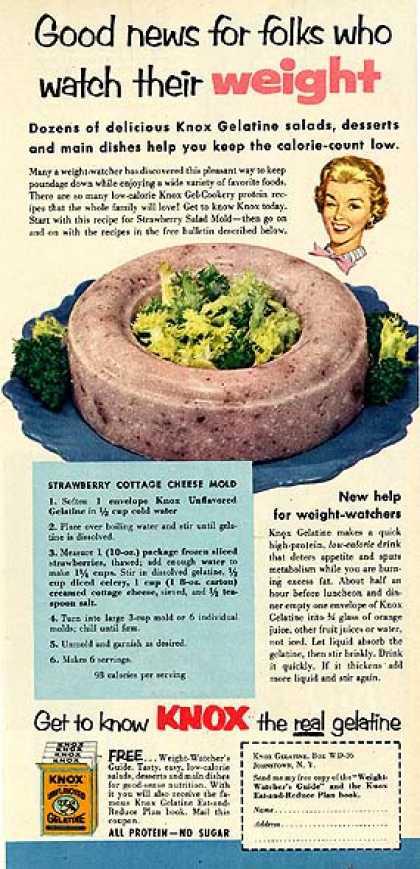 Good news for folks who
watch their weight
Dozens of delicious Knox Gelatine salads, desserts
and main dishes help you keep the calorie-count low.
Many a weight-watcher has discovered this pleasant way to keep
poundage down while enjoying a wide variety of favorite foods.
There are so many low-calorie Knox Gel-Cookery protein rec-
ipes that the whole family will love! Get to know Knox today.
Start with this recipe for Strawberry Salad Mold—then go on
and on with the recipes in the free bulletin described below.
STRAWBERRY COTTAGE CHEESE MOLD
1. Soften 1 envelope Knox Unflavored
Gelatine in ½ cup cold water
2. Place over boiling water and stir until gela-
tine is dissolved.
3. Measure 1 (10-oz.) package frozen sliced
strawberries, thawed; add enough water to
make 1¼ cups. Stir in dissolved gelatine, ½
cup diced celery, 1 cup (1 8-oz. carton)
creamed cottage cheese, sieved, and ⅛ tea-
spoon salt.
4. Turn into large 3-cup mold or 6 individual
molds; chill until firm.
5. Unmold and garnish as desired.
6. Makes 6 servings.
93 calories per serving
New help
for weight-watchers
Knox Gelatine makes a quick
high-protein, low-calorie drink
that deters appetite and spurs
metabolism while you are burn-
ing excess fat. About half an
hour before luncheon and din-
ner empty one envelope of Knox
Gelatine into ¾ glass of orange
juice, other fruit juices or water,
not iced. Let liquid absorb the
gelatine, then stir briskly. Drink
it quickly. If it thickens add
more liquid and stir again.
Get to know KNOX the real gelatine
KNOX
KNOX
KNOX
KNOX
UNFLAVORED
GELATINE
FREE... Weight-Watcher's
Guide. Tasty, easy, low-calorie
salads, desserts and main dishes
for good-sense nutrition. With
it you will also receive the fa-
mous Knox Gelatine Eat-and-
Reduce Plan book. Mail this
coupon.
ALL PROTEIN—NO SUGAR
KNOX GELATINE, BOX WD-36
JOHNSTOWN, N. Y.
Send me my free copy of the "Weight-
Watcher's Guide" and the Knox
Eat-and-Reduce Plan book.
Name
Address